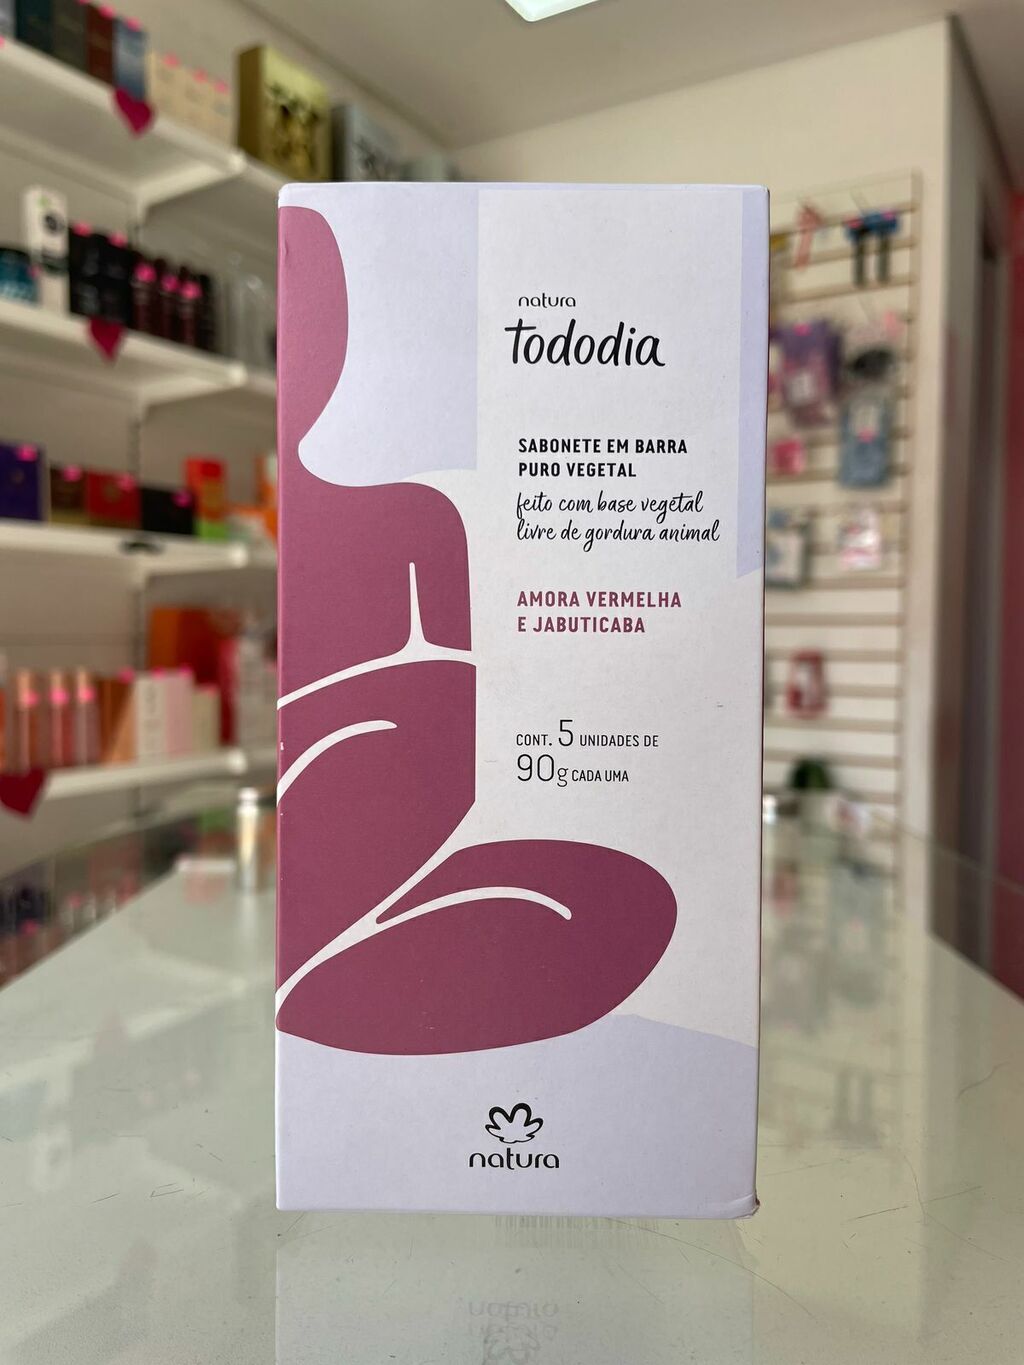 natura
Tododia
SABONETE EM BARRA
PURO VEGETAL
feito com base vegetal
livre de gordura animal
AMORA VERMELHA
E JABUTICABA
CONT. 5 UNIDADES DE
90g CADA UMA
natura